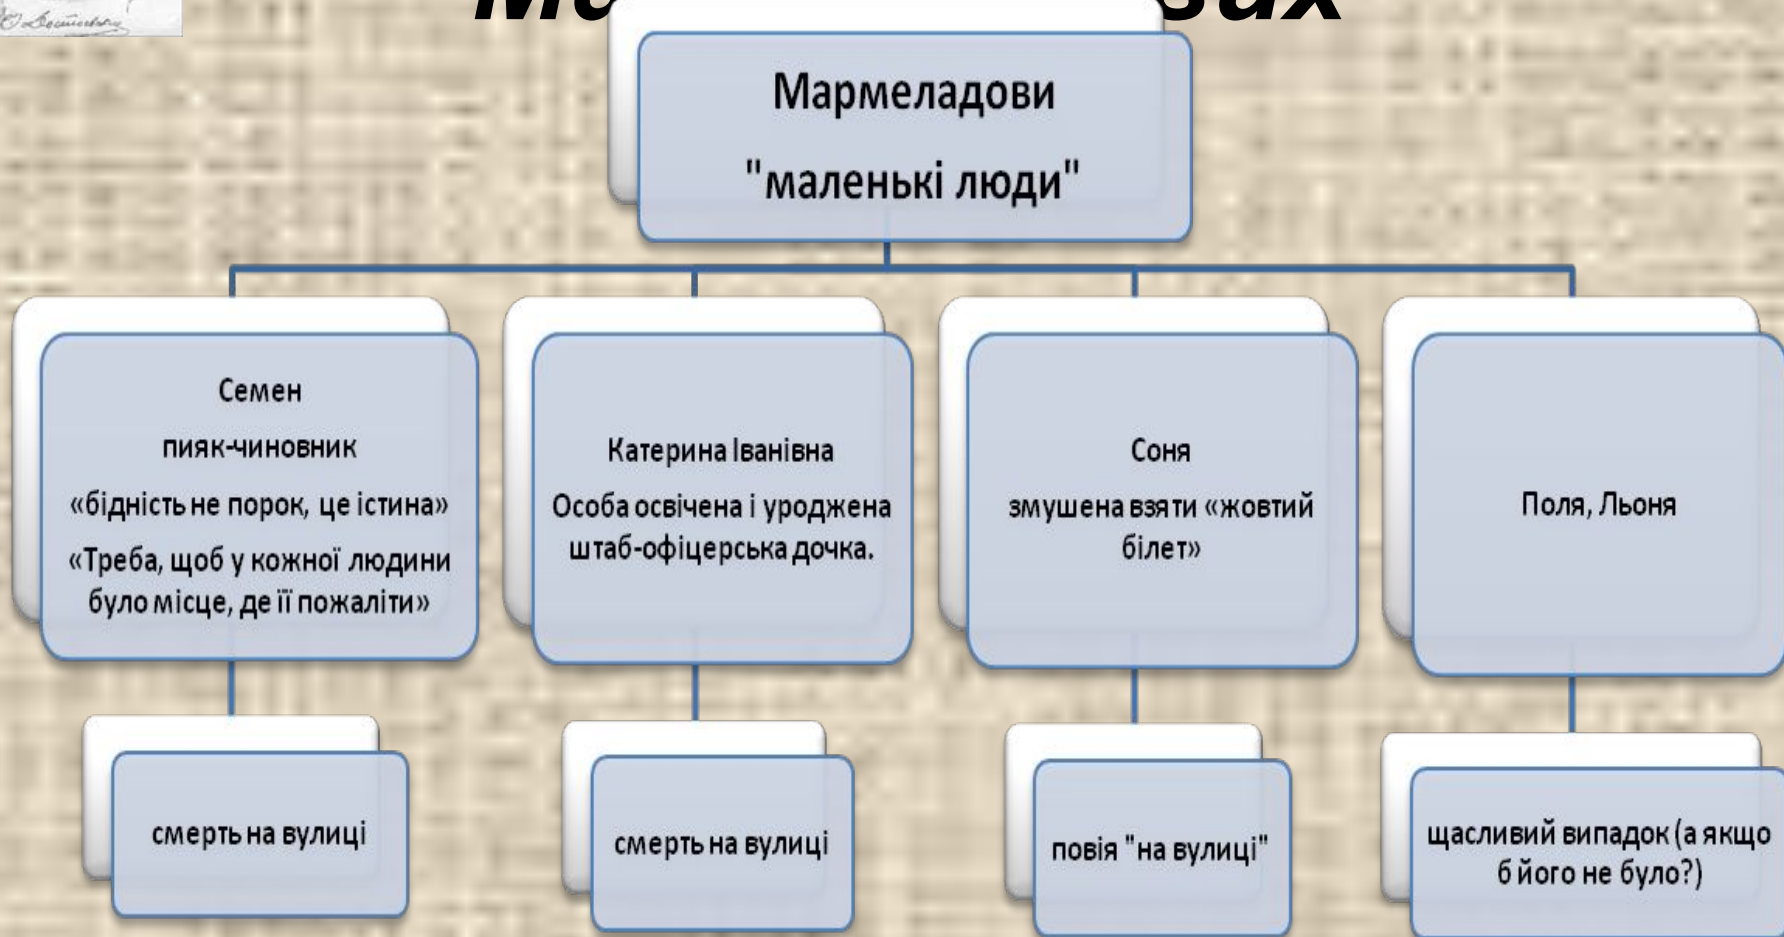 Мармеладови
"маленькі люди"
Семен
пияк-чиновник
«бідність не порок, це істина»
«Треба, щоб у кожної людини
було місце, де її пожаліти»
Катерина Іванівна
Особа освічена і уроджена
штаб-офіцерська дочка.
Соня
змушена взяти «жовтий
білет»
Поля, Льоня
смерть на вулиці
смерть на вулиці
повія "на вулиці"
щасливий випадок (а якщо
б його не було?)